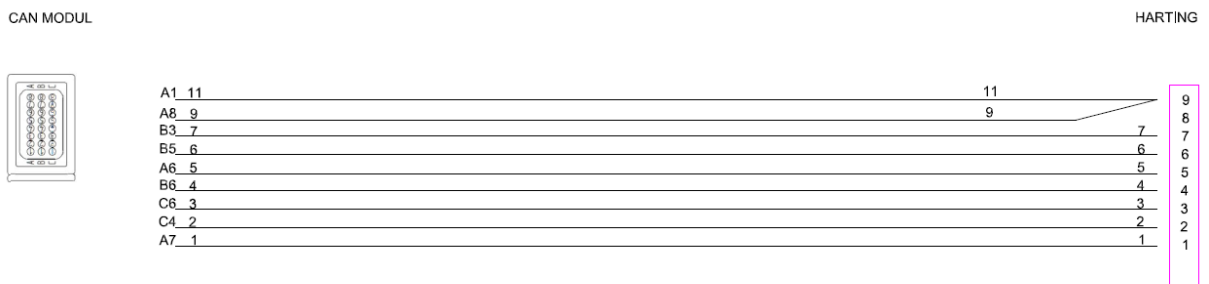 CAN MODUL HARTING
A B C
A1 11 11 9
A8 9 9 8
B3 7 7 7
B5 6 6 6
A6 5 5 5
B6 4 4 4
C6 3 3 3
C4 2 2 2
A7 1 1 1
A B C